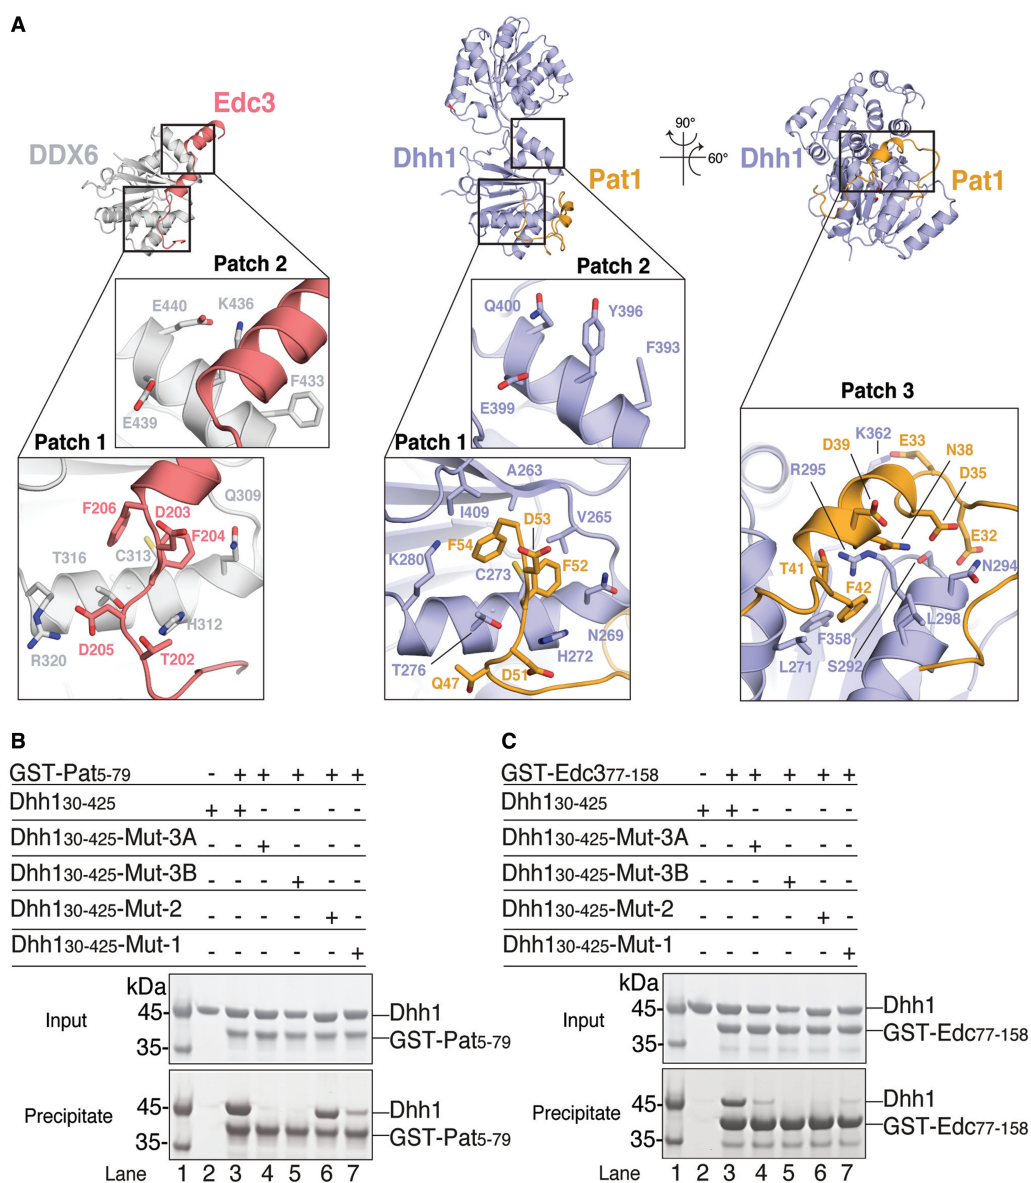 A
Edc3
DDX6
Dhh1
Pat1
90°
60°
Dhh1
Pat1
Patch 2
E440
K436
F433
E439
Patch 2
Q400
Y396
F393
E399
Patch 1
F206
D203
Q309
F204
T316
C313
H312
R320
D205
T202
Patch 1
A263
I409
D53
V265
K280
F54
C273
F52
N269
T276
H272
Q47
D51
Patch 3
K362
D39
E33
N38
R295
D35
E32
T41
N294
F42
L298
F358
L271
S292
B
GST-Pat5-79 - + + + + +
Dhh130-425 + + - - - -
Dhh130-425-Mut-3A - - + - - -
Dhh130-425-Mut-3B - - - + - -
Dhh130-425-Mut-2 - - - - + -
Dhh130-425-Mut-1 - - - - - +
kDa
Input
45-
35-
Dhh1
GST-Pat5-79
Precipitate
45-
35-
Dhh1
GST-Pat5-79
Lane 1 2 3 4 5 6 7
C
GST-Edc377-158 - + + + + +
Dhh130-425 + + - - - -
Dhh130-425-Mut-3A - - + - - -
Dhh130-425-Mut-3B - - - + - -
Dhh130-425-Mut-2 - - - - + -
Dhh130-425-Mut-1 - - - - - +
kDa
Input
45-
35-
Dhh1
GST-Edc77-158
Precipitate
45-
35-
Dhh1
GST-Edc77-158
Lane 1 2 3 4 5 6 7